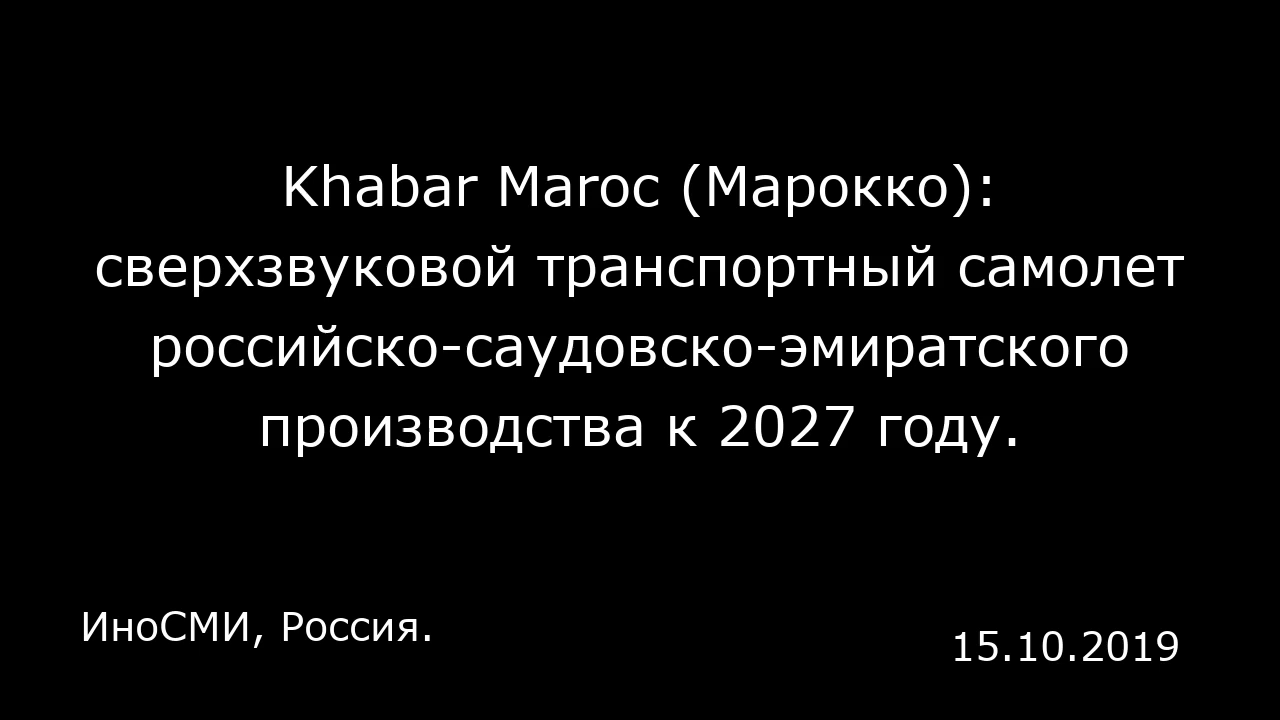 Khabar Maroc (Марокко):
сверхзвуковой транспортный самолет
российско-саудовско-эмиратского
производства к 2027 году.
ИноСМИ, Россия.
15.10.2019